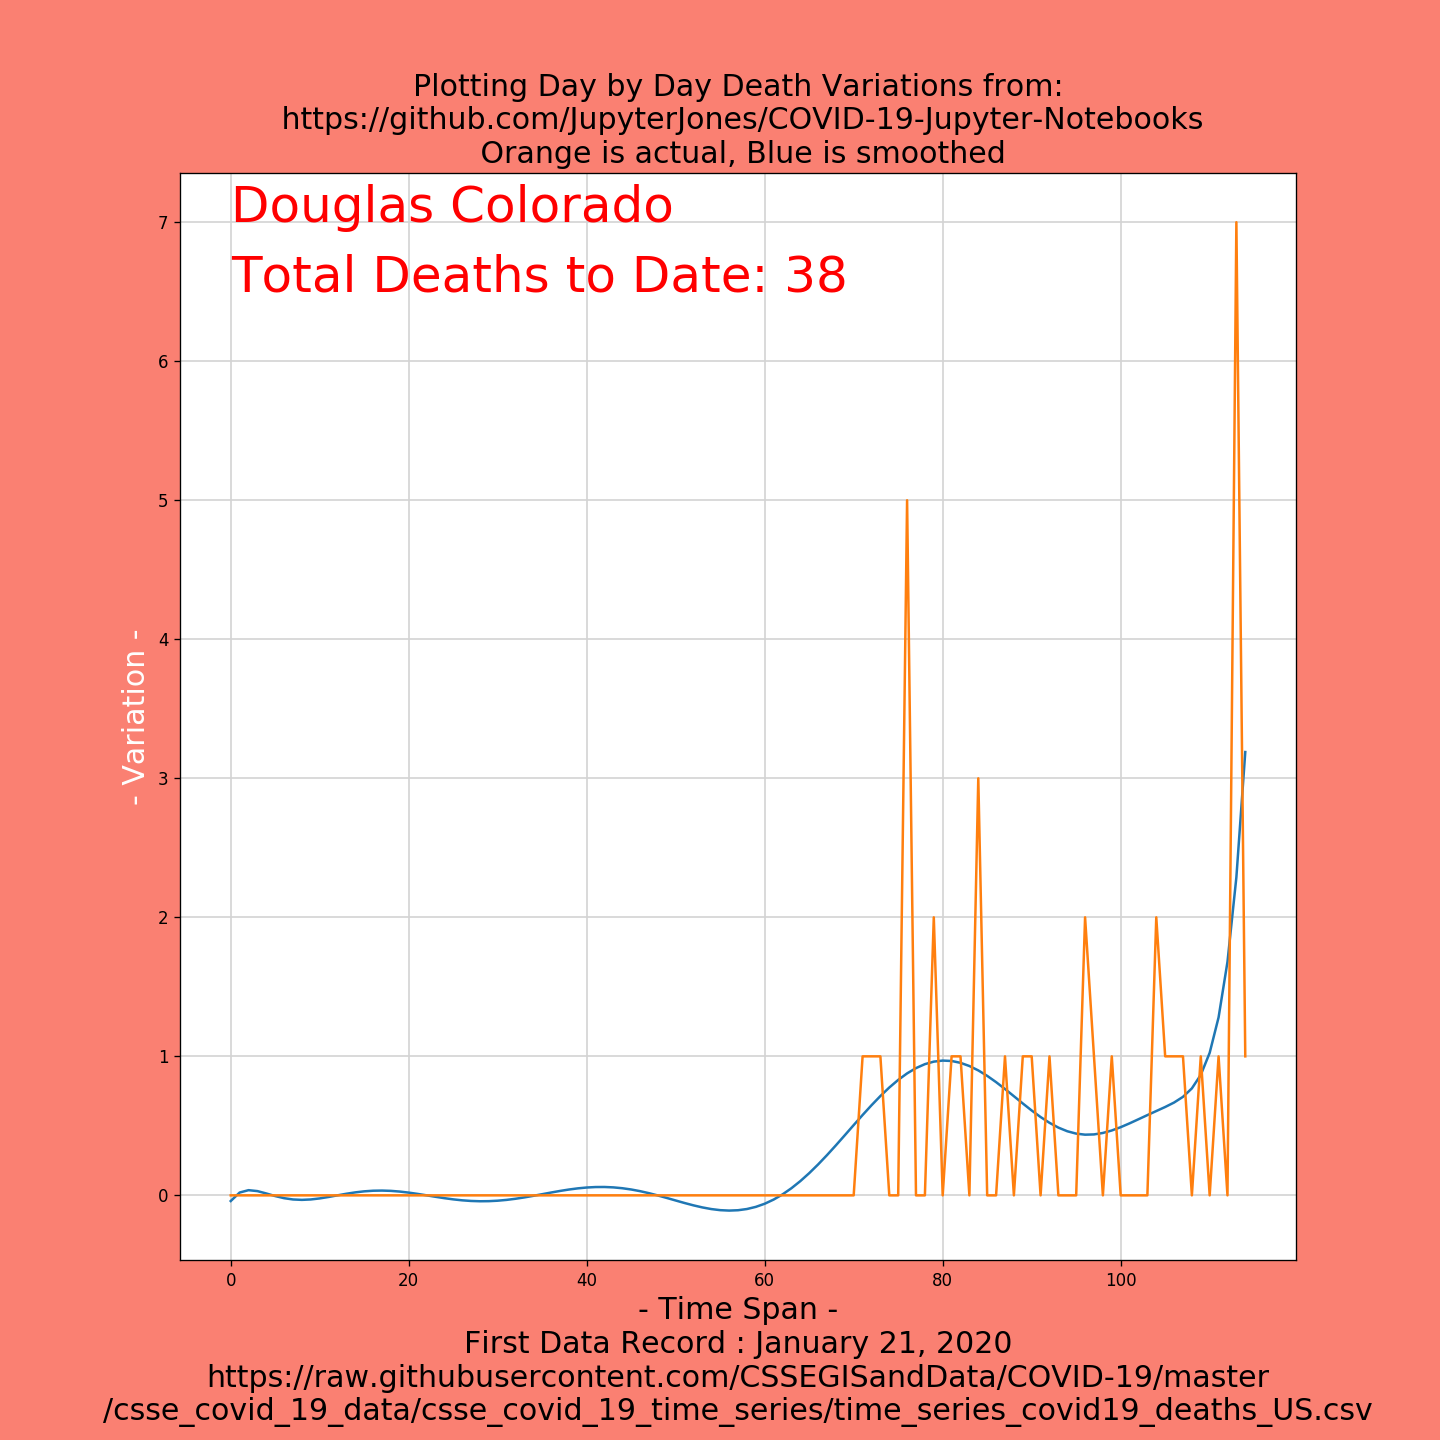 Plotting Day by Day Death Variations from:
https://github.com/JupyterJones/COVID-19-Jupyter-Notebooks
Orange is actual, Blue is smoothed
Douglas Colorado
Total Deaths to Date: 38
7
6
5
4
3
2
1
0
- Variation -
0 20 40 60 80 100
- Time Span -
First Data Record : January 21, 2020
https://raw.githubusercontent.com/CSSEGISandData/COVID-19/master
/csse_covid_19_data/csse_covid_19_time_series/time_series_covid19_deaths_US.csv